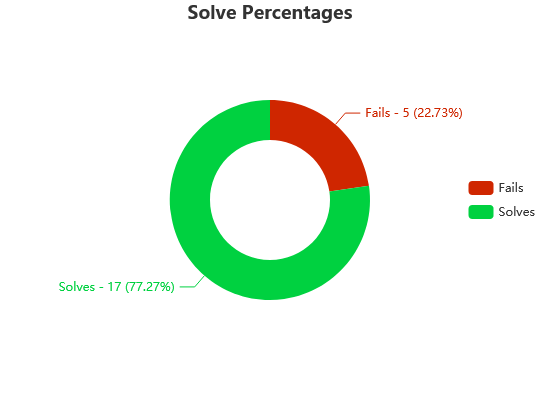 Solve Percentages
Fails - 5 (22.73%)
Fails
Solves
Solves - 17 (77.27%)